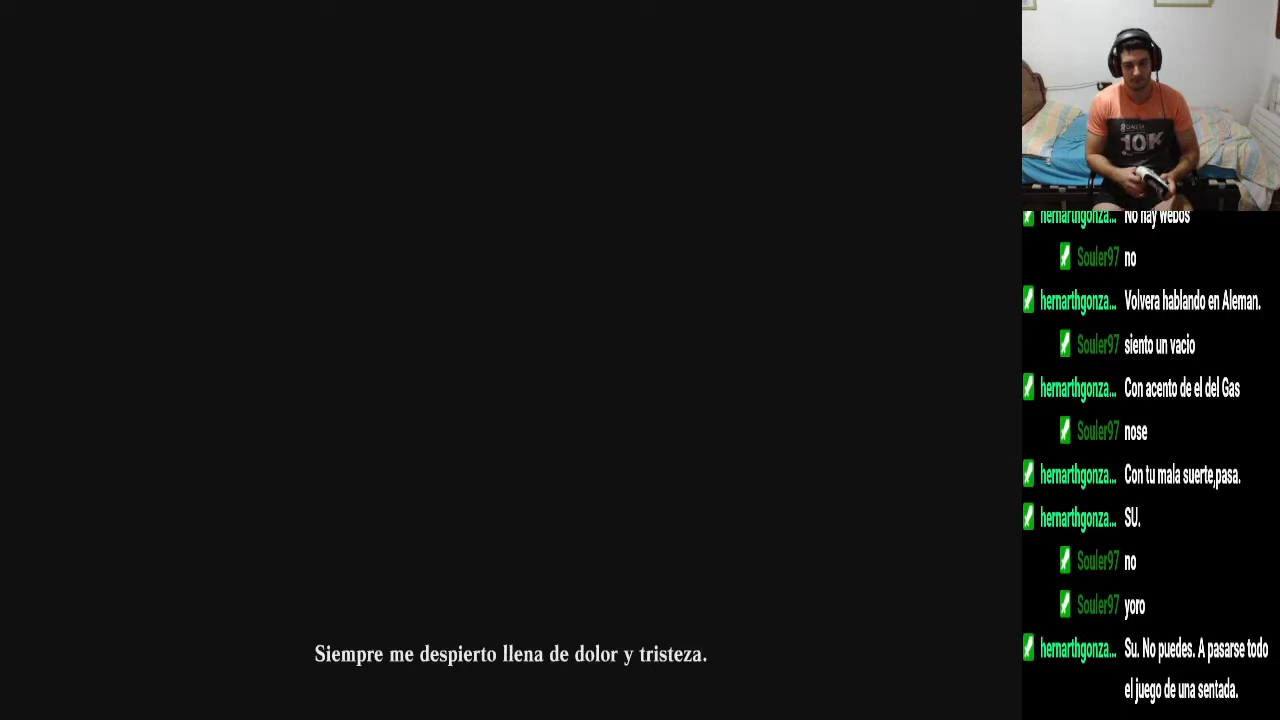 10K
hernarthgonza... No hay webos
Souler97 no
hernarthgonza... Volvera hablando en Aleman.
Souler97 siento un vacio
hernarthgonza... Con acento de el del Gas
Souler97 nose
hernarthgonza... Con tu mala suerte,pasa.
hernarthgonza... SU.
Souler97 no
Souler97 yoro
hernarthgonza... Su. No puedes. A pasarse todo
el juego de una sentada.
Siempre me despierto llena de dolor y tristeza.